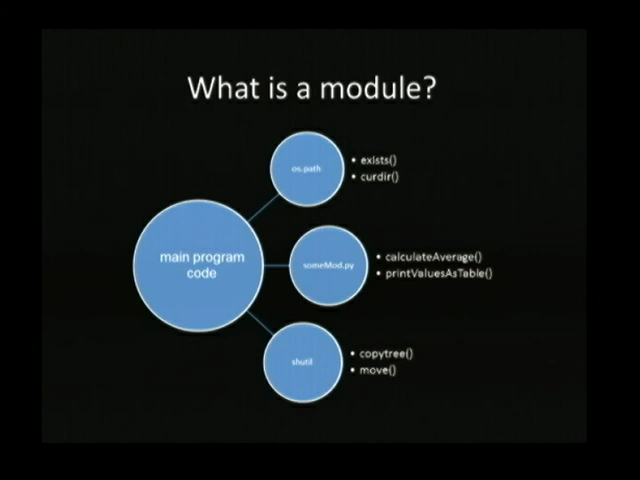 What is a module?
os.path
• exists()
• curdir()
main program
code
someMod.py
• calculateAverage()
• printValuesAsTable()
shutil
• copytree()
• move()